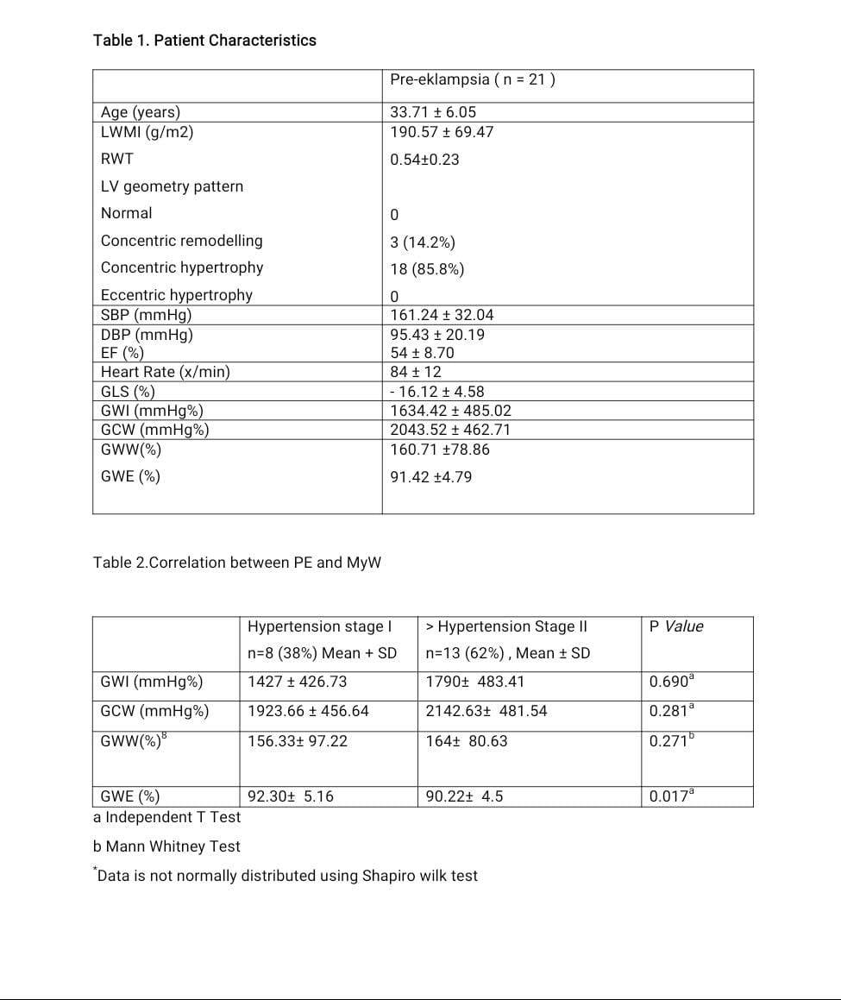 Table 1. Patient Characteristics
Pre-eklampsia ( n = 21 )
Age (years) 33.71 ± 6.05
LWMI (g/m2) 190.57 ± 69.47
RWT 0.54±0.23
LV geometry pattern
Normal 0
Concentric remodelling 3 (14.2%)
Concentric hypertrophy 18 (85.8%)
Eccentric hypertrophy 0
SBP (mmHg) 161.24 ± 32.04
DBP (mmHg) 95.43 ± 20.19
EF (%) 54 ± 8.70
Heart Rate (x/min) 84 ± 12
GLS (%) - 16.12 ± 4.58
GWI (mmHg%) 1634.42 ± 485.02
GCW (mmHg%) 2043.52 ± 462.71
GWW(%) 160.71 ±78.86
GWE (%) 91.42 ±4.79
Table 2.Correlation between PE and MyW
Hypertension stage I > Hypertension Stage II P Value
n=8 (38%) Mean + SD n=13 (62%) , Mean ± SD
GWI (mmHg%) 1427 ± 426.73 1790± 483.41 0.690a
GCW (mmHg%) 1923.66 ± 456.64 2142.63± 481.54 0.281a
GWW(%)8 156.33± 97.22 164± 80.63 0.271b
GWE (%) 92.30± 5.16 90.22± 4.5 0.017a
a Independent T Test
b Mann Whitney Test
*Data is not normally distributed using Shapiro wilk test